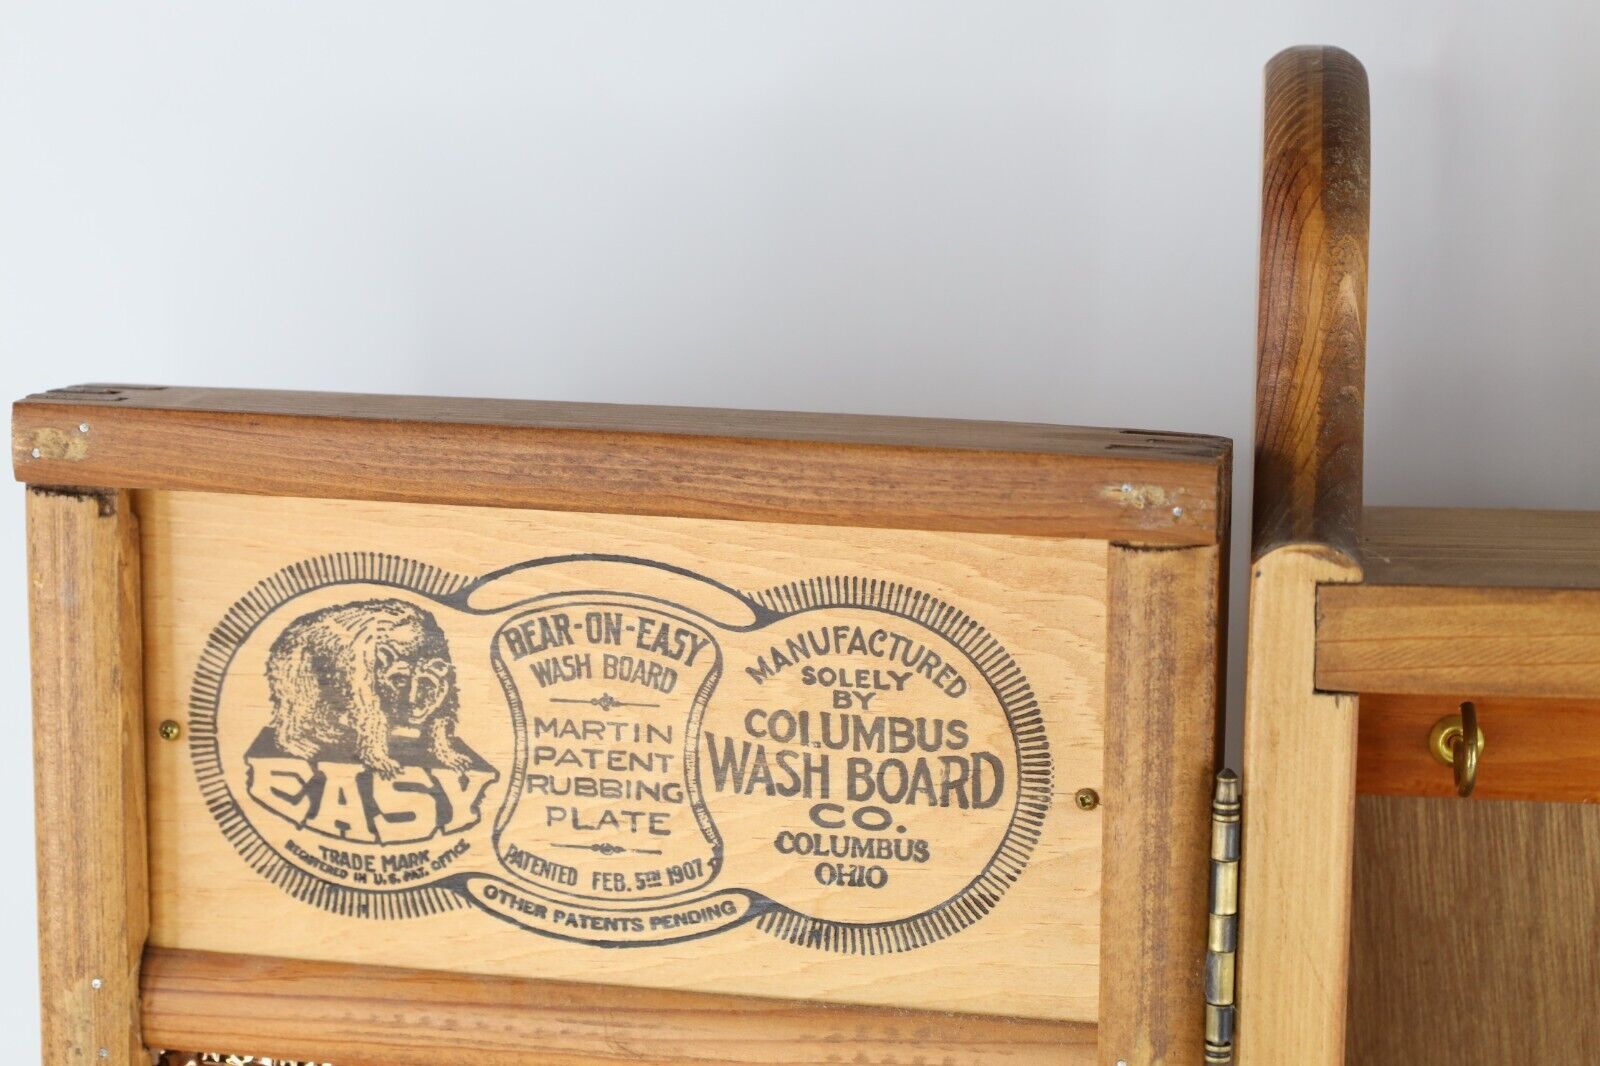 EASY
TRADE MARK
REGISTERED IN U.S. PAT. OFFICE
BEAR-ON-EASY
WASH BOARD
MARTIN
PATENT
RUBBING
PLATE
PATENTED FEB. 5TH 1907
OTHER PATENTS PENDING
MANUFACTURED
SOLELY
BY
COLUMBUS
WASH BOARD
CO.
COLUMBUS
OHIO